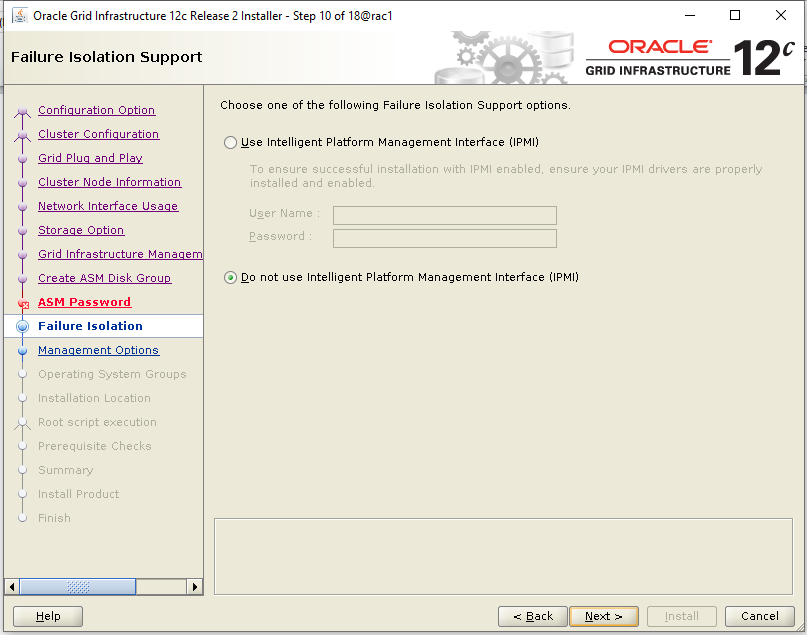 Oracle Grid Infrastructure 12c Release 2 Installer - Step 10 of 18@rac1
Failure Isolation Support
ORACLE
GRID INFRASTRUCTURE
12c
Configuration Option
Cluster Configuration
Grid Plug and Play
Cluster Node Information
Network Interface Usage
Storage Option
Grid Infrastructure Managem
Create ASM Disk Group
ASM Password
Failure Isolation
Management Options
Operating System Groups
Installation Location
Root script execution
Prerequisite Checks
Summary
Install Product
Finish
Choose one of the following Failure Isolation Support options.
Use Intelligent Platform Management Interface (IPMI)
To ensure successful installation with IPMI enabled, ensure your IPMI drivers are properly
installed and enabled.
User Name :
Password :
Do not use Intelligent Platform Management Interface (IPMI)
Help
< Back
Next >
Install
Cancel